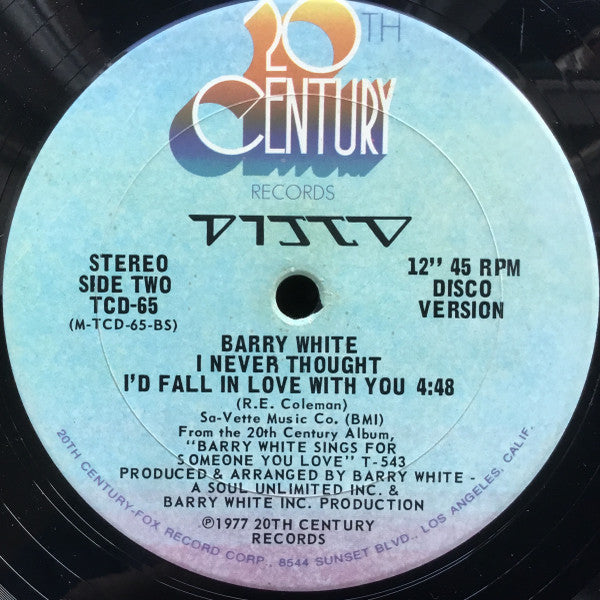 20TH
CENTURY
RECORDS
DISCO
STEREO
SIDE TWO
TCD-65
(M-TCD-65-BS)
12" 45 RPM
DISCO
VERSION
BARRY WHITE
I NEVER THOUGHT
I'D FALL IN LOVE WITH YOU 4:48
(R.E. Coleman)
Sa-Vette Music Co. (BMI)
From the 20th Century Album,
"BARRY WHITE SINGS FOR
SOMEONE YOU LOVE" T-543
PRODUCED & ARRANGED BY BARRY WHITE -
A SOUL UNLIMITED INC. &
BARRY WHITE INC. PRODUCTION
℗1977 20TH CENTURY
RECORDS
20TH CENTURY-FOX RECORD CORP., 8544 SUNSET BLVD., LOS ANGELES, CALIF.